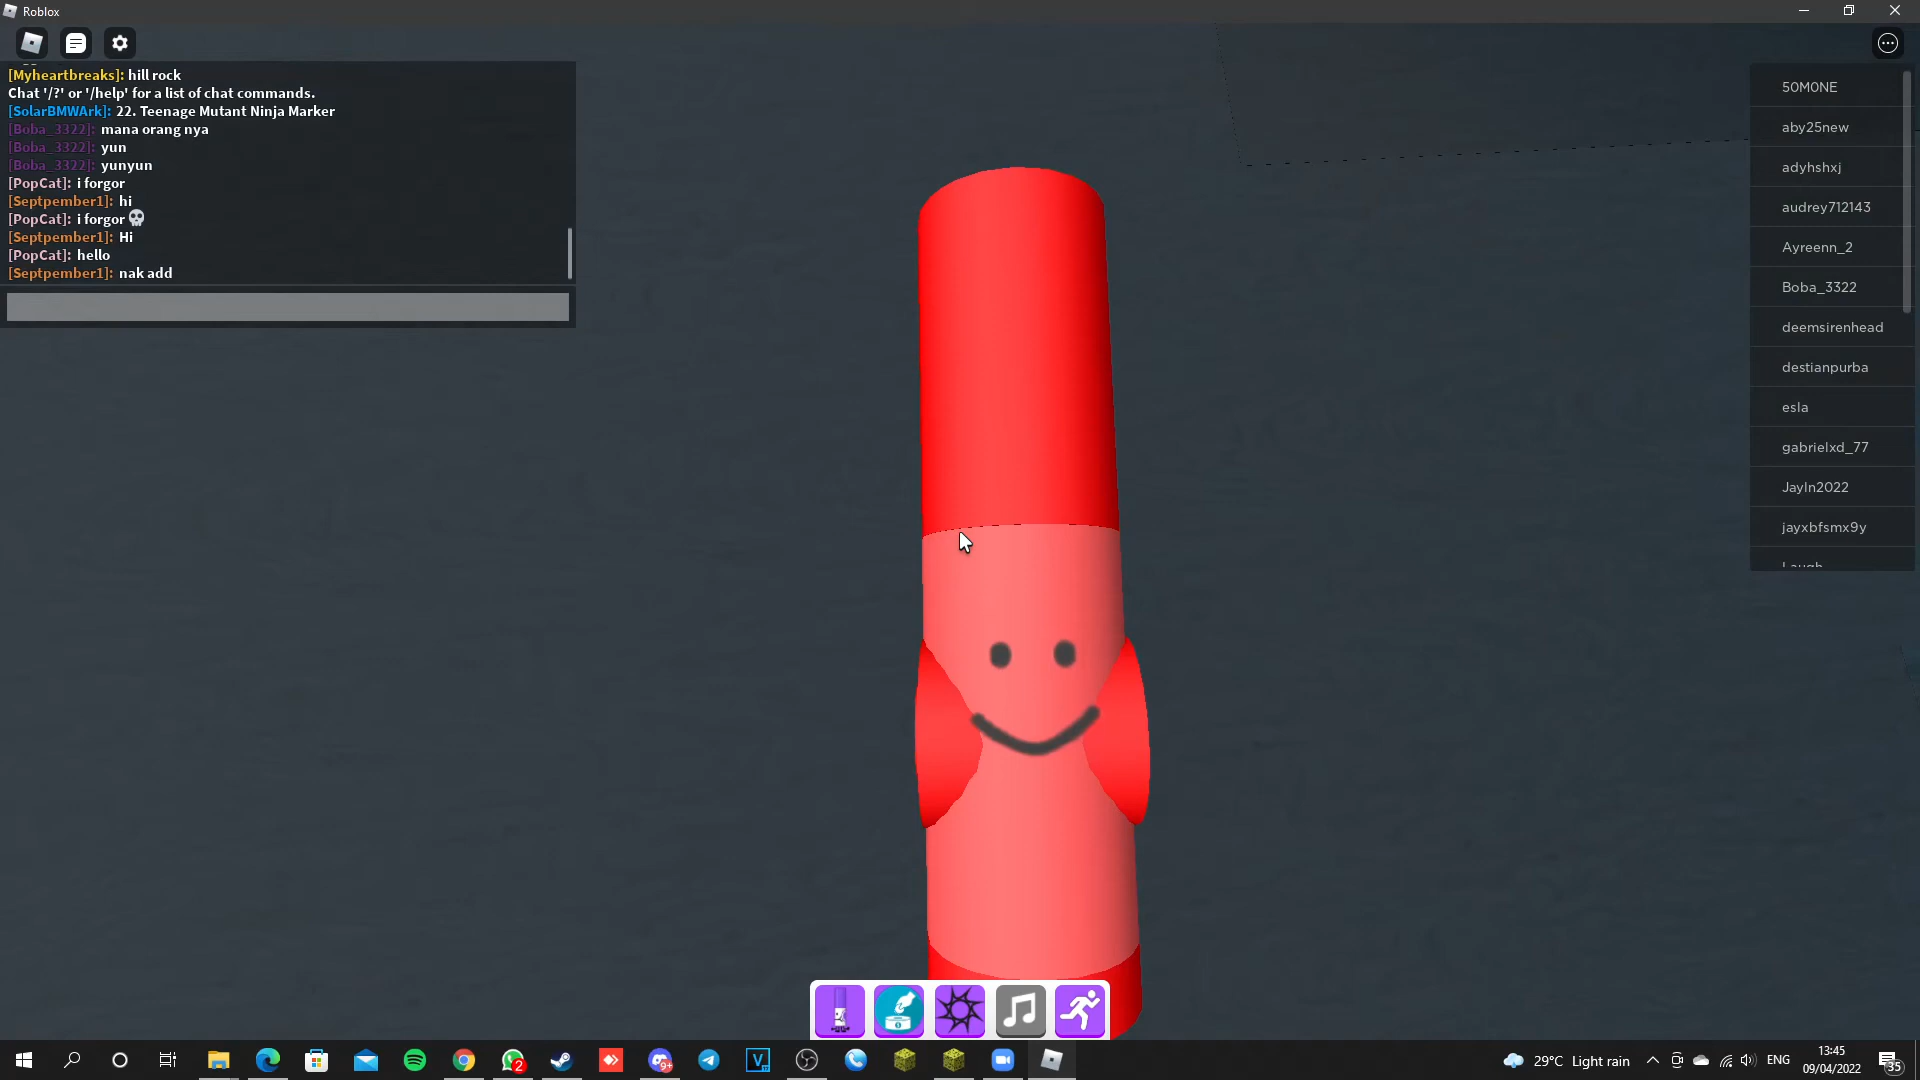 Roblox
[Myheartbreaks]: hill rock
Chat '/?' or '/help' for a list of chat commands.
[SolarBMWArk]: 22. Teenage Mutant Ninja Marker
[Boba_3322]: mana orang nya
[Boba_3322]: yun
[Boba_3322]: yunyun
[PopCat]: i forgor
[Septpember1]: hi
[PopCat]: i forgor💀
[Septpember1]: Hi
[PopCat]: hello
[Septpember1]: nak add
50M0NE
aby25new
adyhshxj
audrey712143
Ayreenn_2
Boba_3322
deemsirenhead
destianpurba
esla
gabrielxd_77
jayxbfsmx9y
2
9+
V
29°C Light rain
ENG
13:45
09/04/2022
35